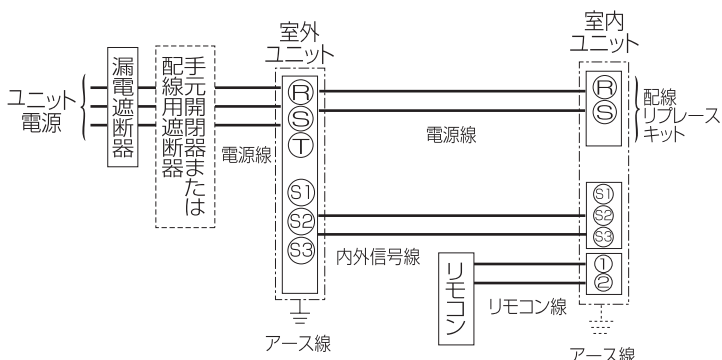 ユニット
電源
漏電遮断器
手元開閉器または
配線用遮断器
電源線
室外
ユニット
R
S
T
S1
S2
S3
アース線
電源線
内外信号線
リモコン
リモコン線
室内
ユニット
R
S
配線
リプレース
キット
S1
S2
S3
1
2
アース線